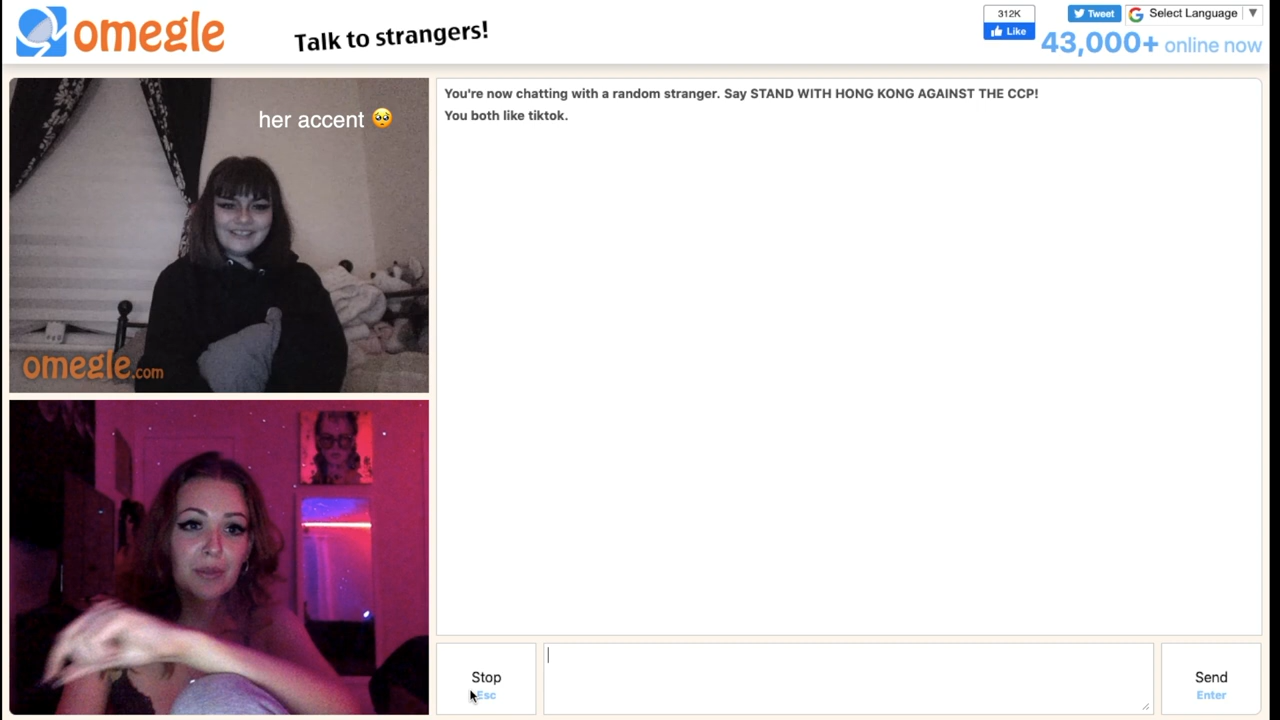 omegle
Talk to strangers!
312K
Like
Tweet
Select Language
43,000+ online now
her accent 🥺
omegle.com
You're now chatting with a random stranger. Say STAND WITH HONG KONG AGAINST THE CCP!
You both like tiktok.
Stop
Esc
Send
Enter